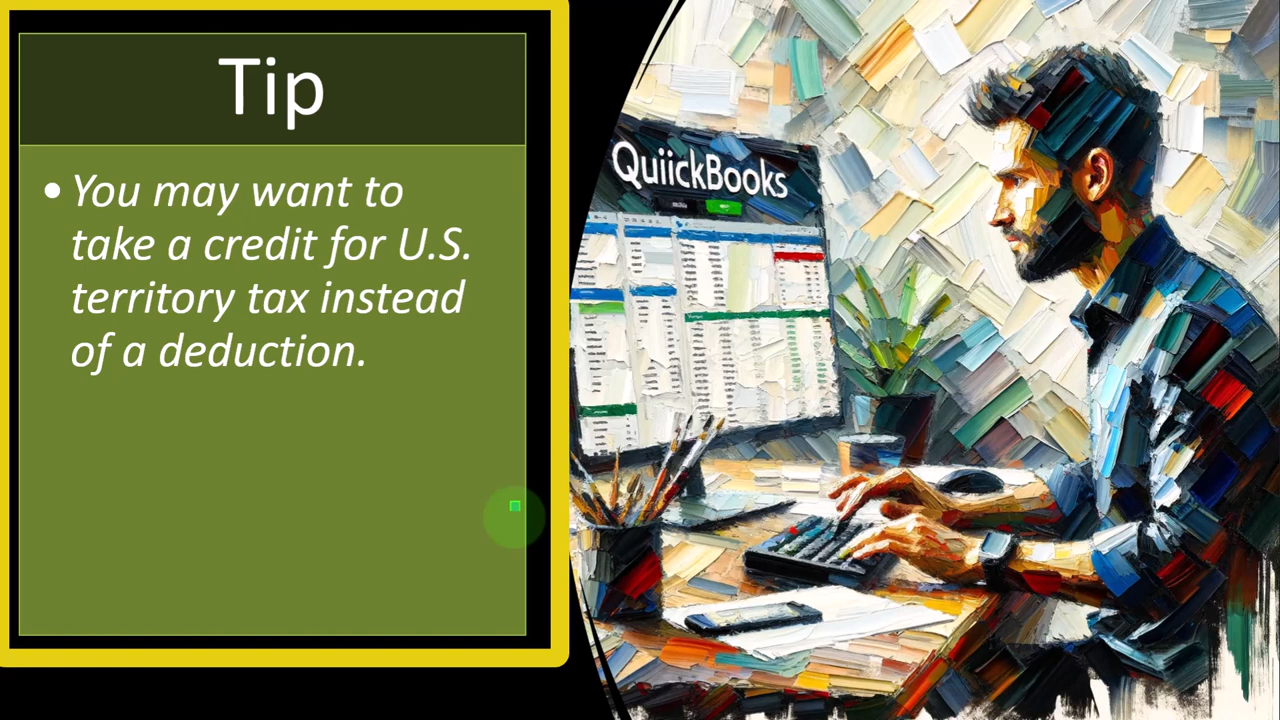 Tip
• You may want to
take a credit for U.S.
territory tax instead
of a deduction.
QuiickBooks